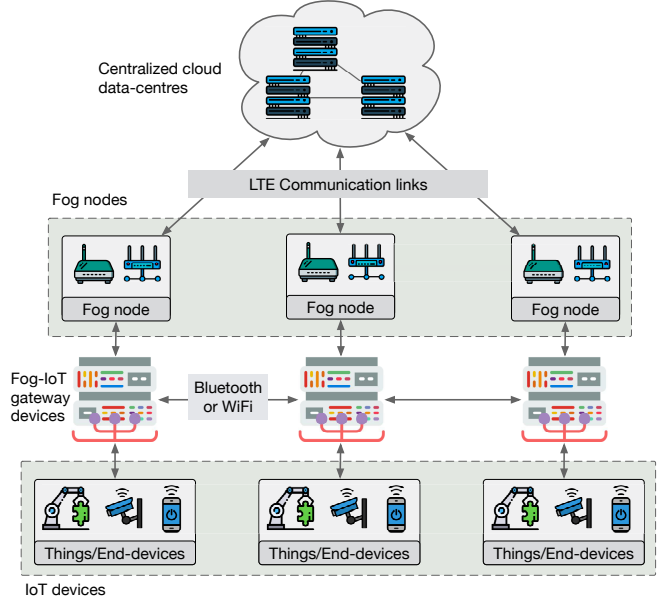 Centralized cloud
data-centres
LTE Communication links
Fog nodes
Fog node
Fog node
Fog node
Fog-IoT
gateway
devices
Bluetooth
or WiFi
Things/End-devices
Things/End-devices
Things/End-devices
IoT devices